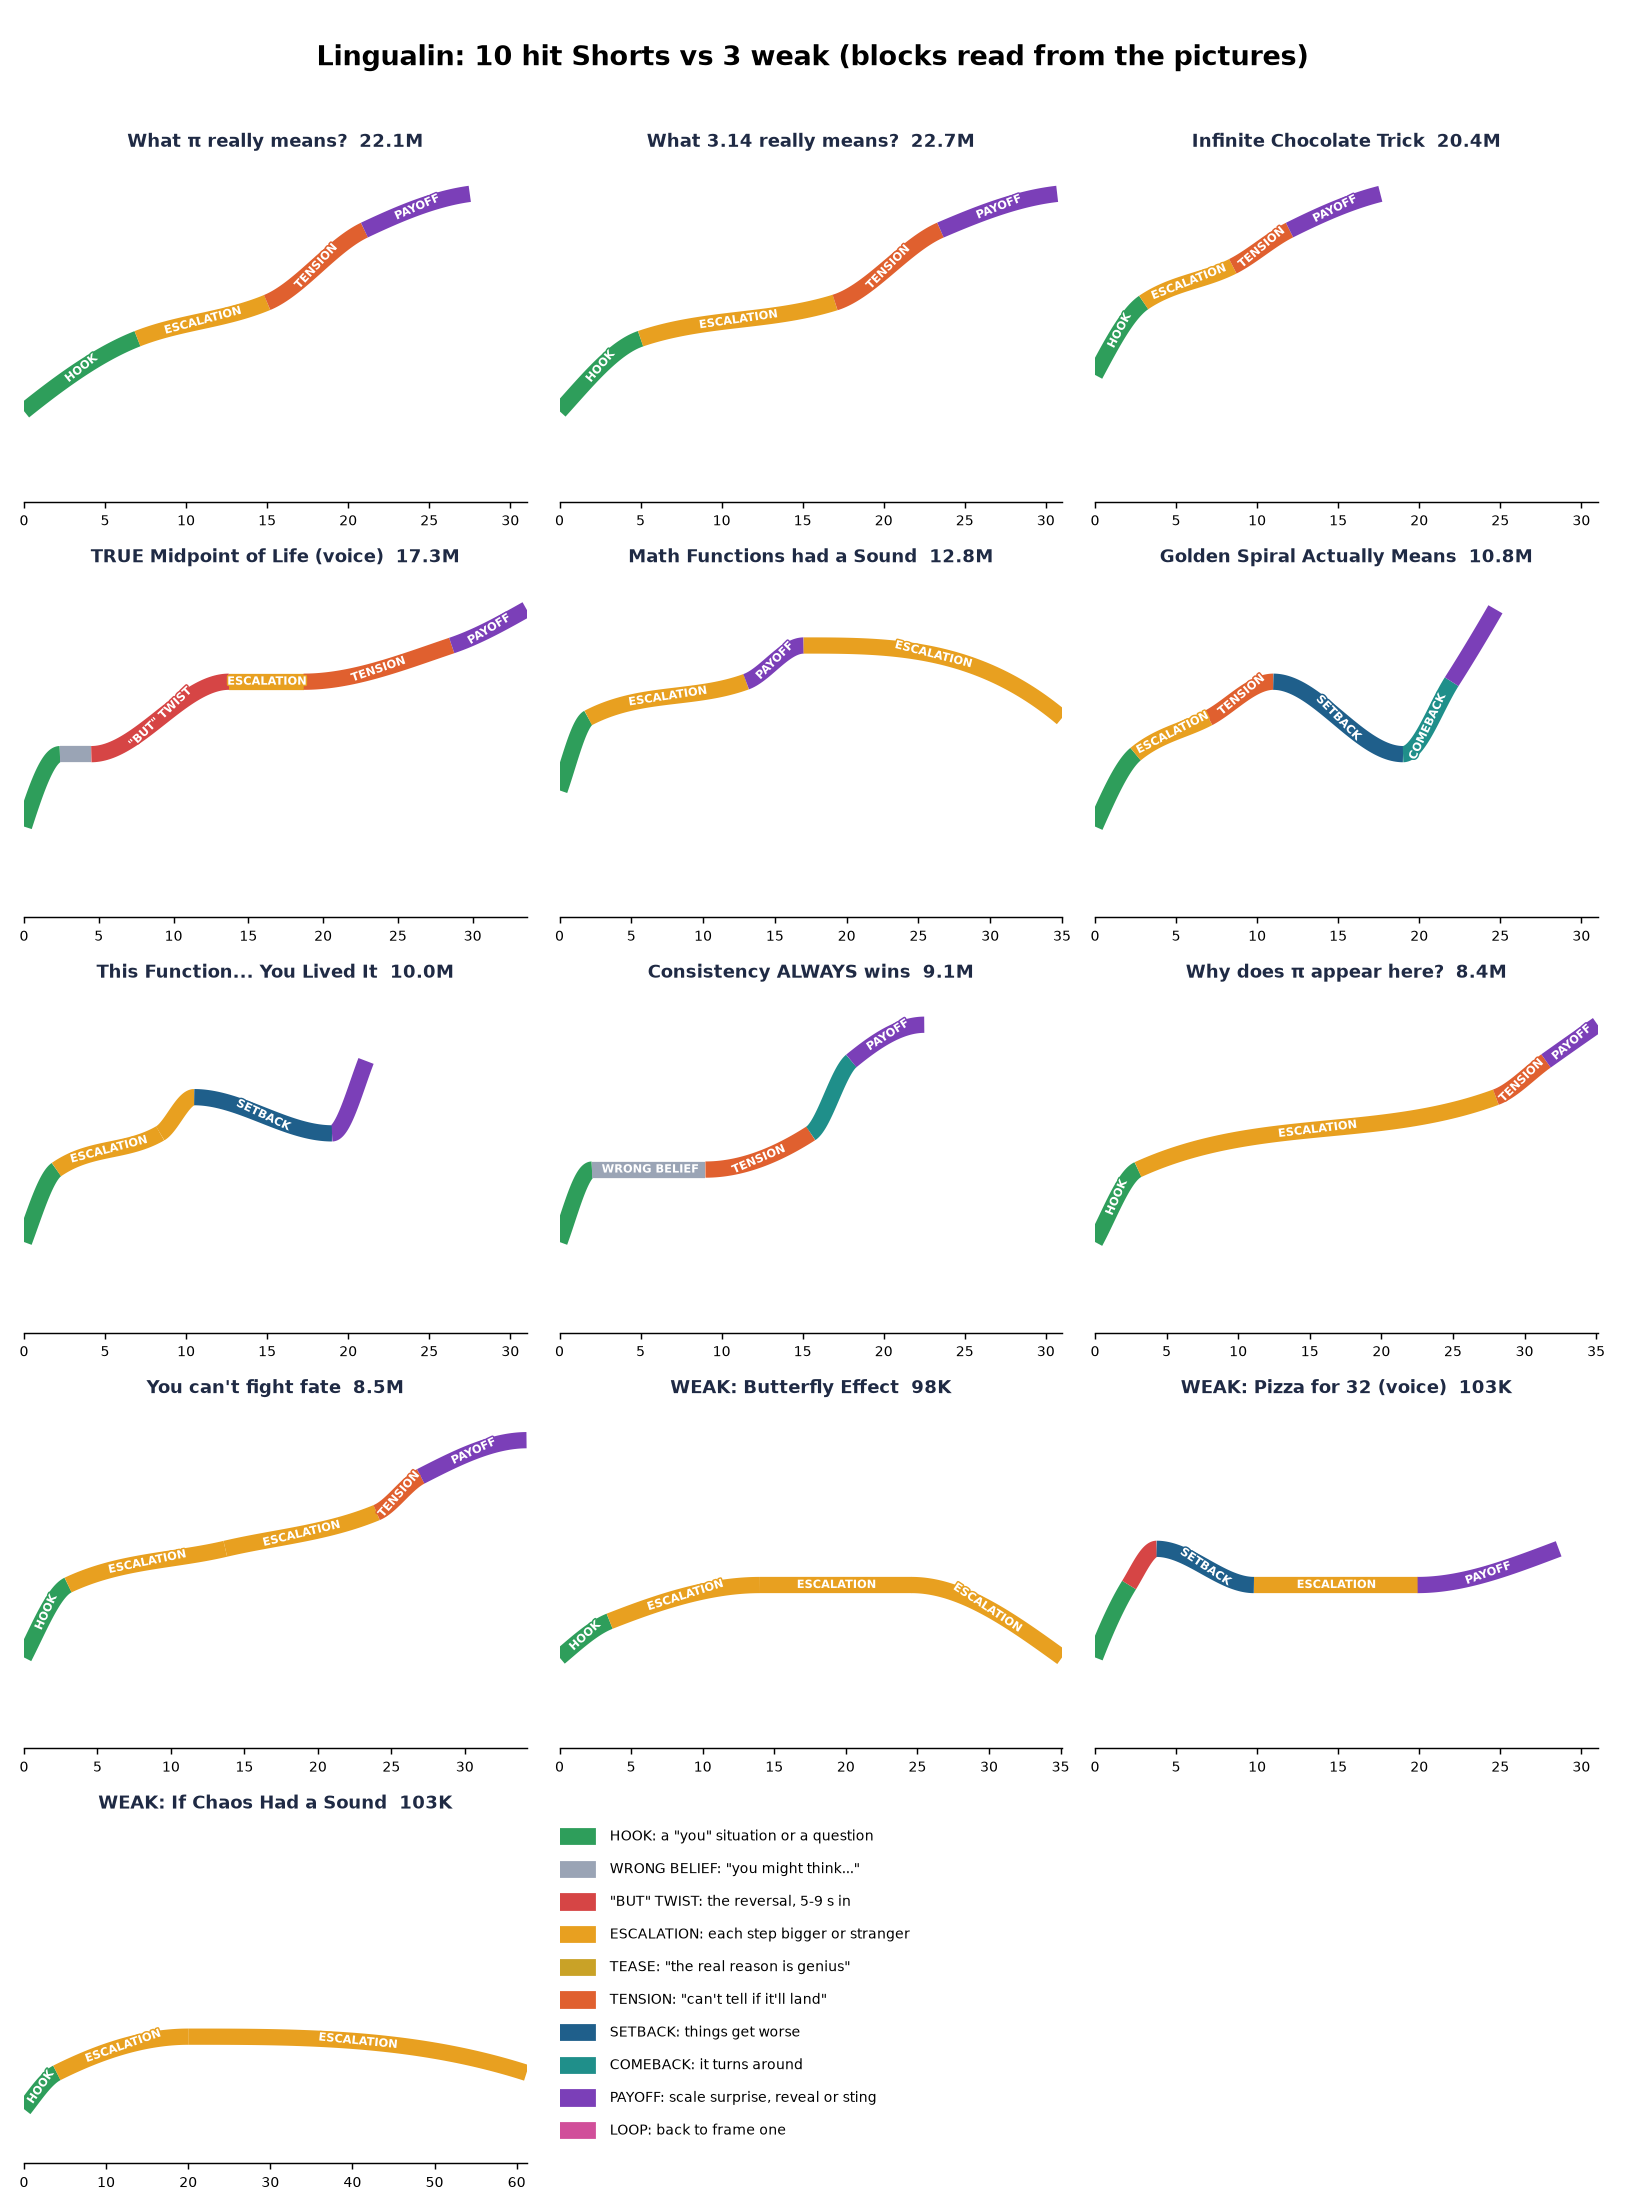 Lingualin: 10 hit Shorts vs 3 weak (blocks read from the pictures)
What π really means?  22.1M
HOOK
ESCALATION
TENSION
PAYOFF
0 5 10 15 20 25 30
What 3.14 really means?  22.7M
HOOK
ESCALATION
TENSION
PAYOFF
0 5 10 15 20 25 30
Infinite Chocolate Trick  20.4M
HOOK
ESCALATION
TENSION
PAYOFF
0 5 10 15 20 25 30
TRUE Midpoint of Life (voice)  17.3M
"BUT" TWIST
ESCALATION
TENSION
PAYOFF
0 5 10 15 20 25 30
Math Functions had a Sound  12.8M
ESCALATION
PAYOFF
ESCALATION
0 5 10 15 20 25 30 35
Golden Spiral Actually Means  10.8M
ESCALATION
TENSION
SETBACK
COMEBACK
0 5 10 15 20 25 30
This Function... You Lived It  10.0M
ESCALATION
SETBACK
0 5 10 15 20 25 30
Consistency ALWAYS wins  9.1M
WRONG BELIEF
TENSION
PAYOFF
0 5 10 15 20 25 30
Why does π appear here?  8.4M
HOOK
ESCALATION
TENSION
PAYOFF
0 5 10 15 20 25 30 35
You can't fight fate  8.5M
HOOK
ESCALATION
ESCALATION
TENSION
PAYOFF
0 5 10 15 20 25 30
WEAK: Butterfly Effect  98K
HOOK
ESCALATION
ESCALATION
ESCALATION
0 5 10 15 20 25 30 35
WEAK: Pizza for 32 (voice)  103K
SETBACK
ESCALATION
PAYOFF
0 5 10 15 20 25 30
WEAK: If Chaos Had a Sound  103K
HOOK
ESCALATION
ESCALATION
0 10 20 30 40 50 60
HOOK: a "you" situation or a question
WRONG BELIEF: "you might think..."
"BUT" TWIST: the reversal, 5-9 s in
ESCALATION: each step bigger or stranger
TEASE: "the real reason is genius"
TENSION: "can't tell if it'll land"
SETBACK: things get worse
COMEBACK: it turns around
PAYOFF: scale surprise, reveal or sting
LOOP: back to frame one